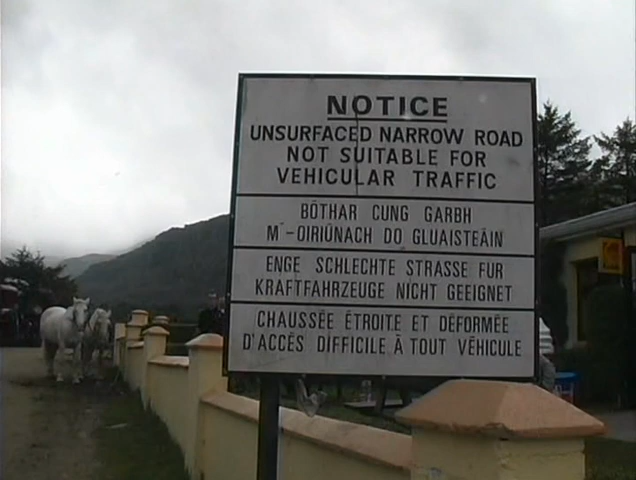 NOTICE
UNSURFACED NARROW ROAD
NOT SUITABLE FOR
VEHICULAR TRAFFIC
BÓTHAR CUNG GARBH
M˝-OIRIÚNACH DO GLUAISTEÁIN
ENGE SCHLECHTE STRASSE FUR
KRAFTFAHRZEUGE NICHT GEEIGNET
CHAUSSÉE ÉTROITE ET DÉFORMÉE
D'ACCÈS DIFFICILE À TOUT VÉHICULE